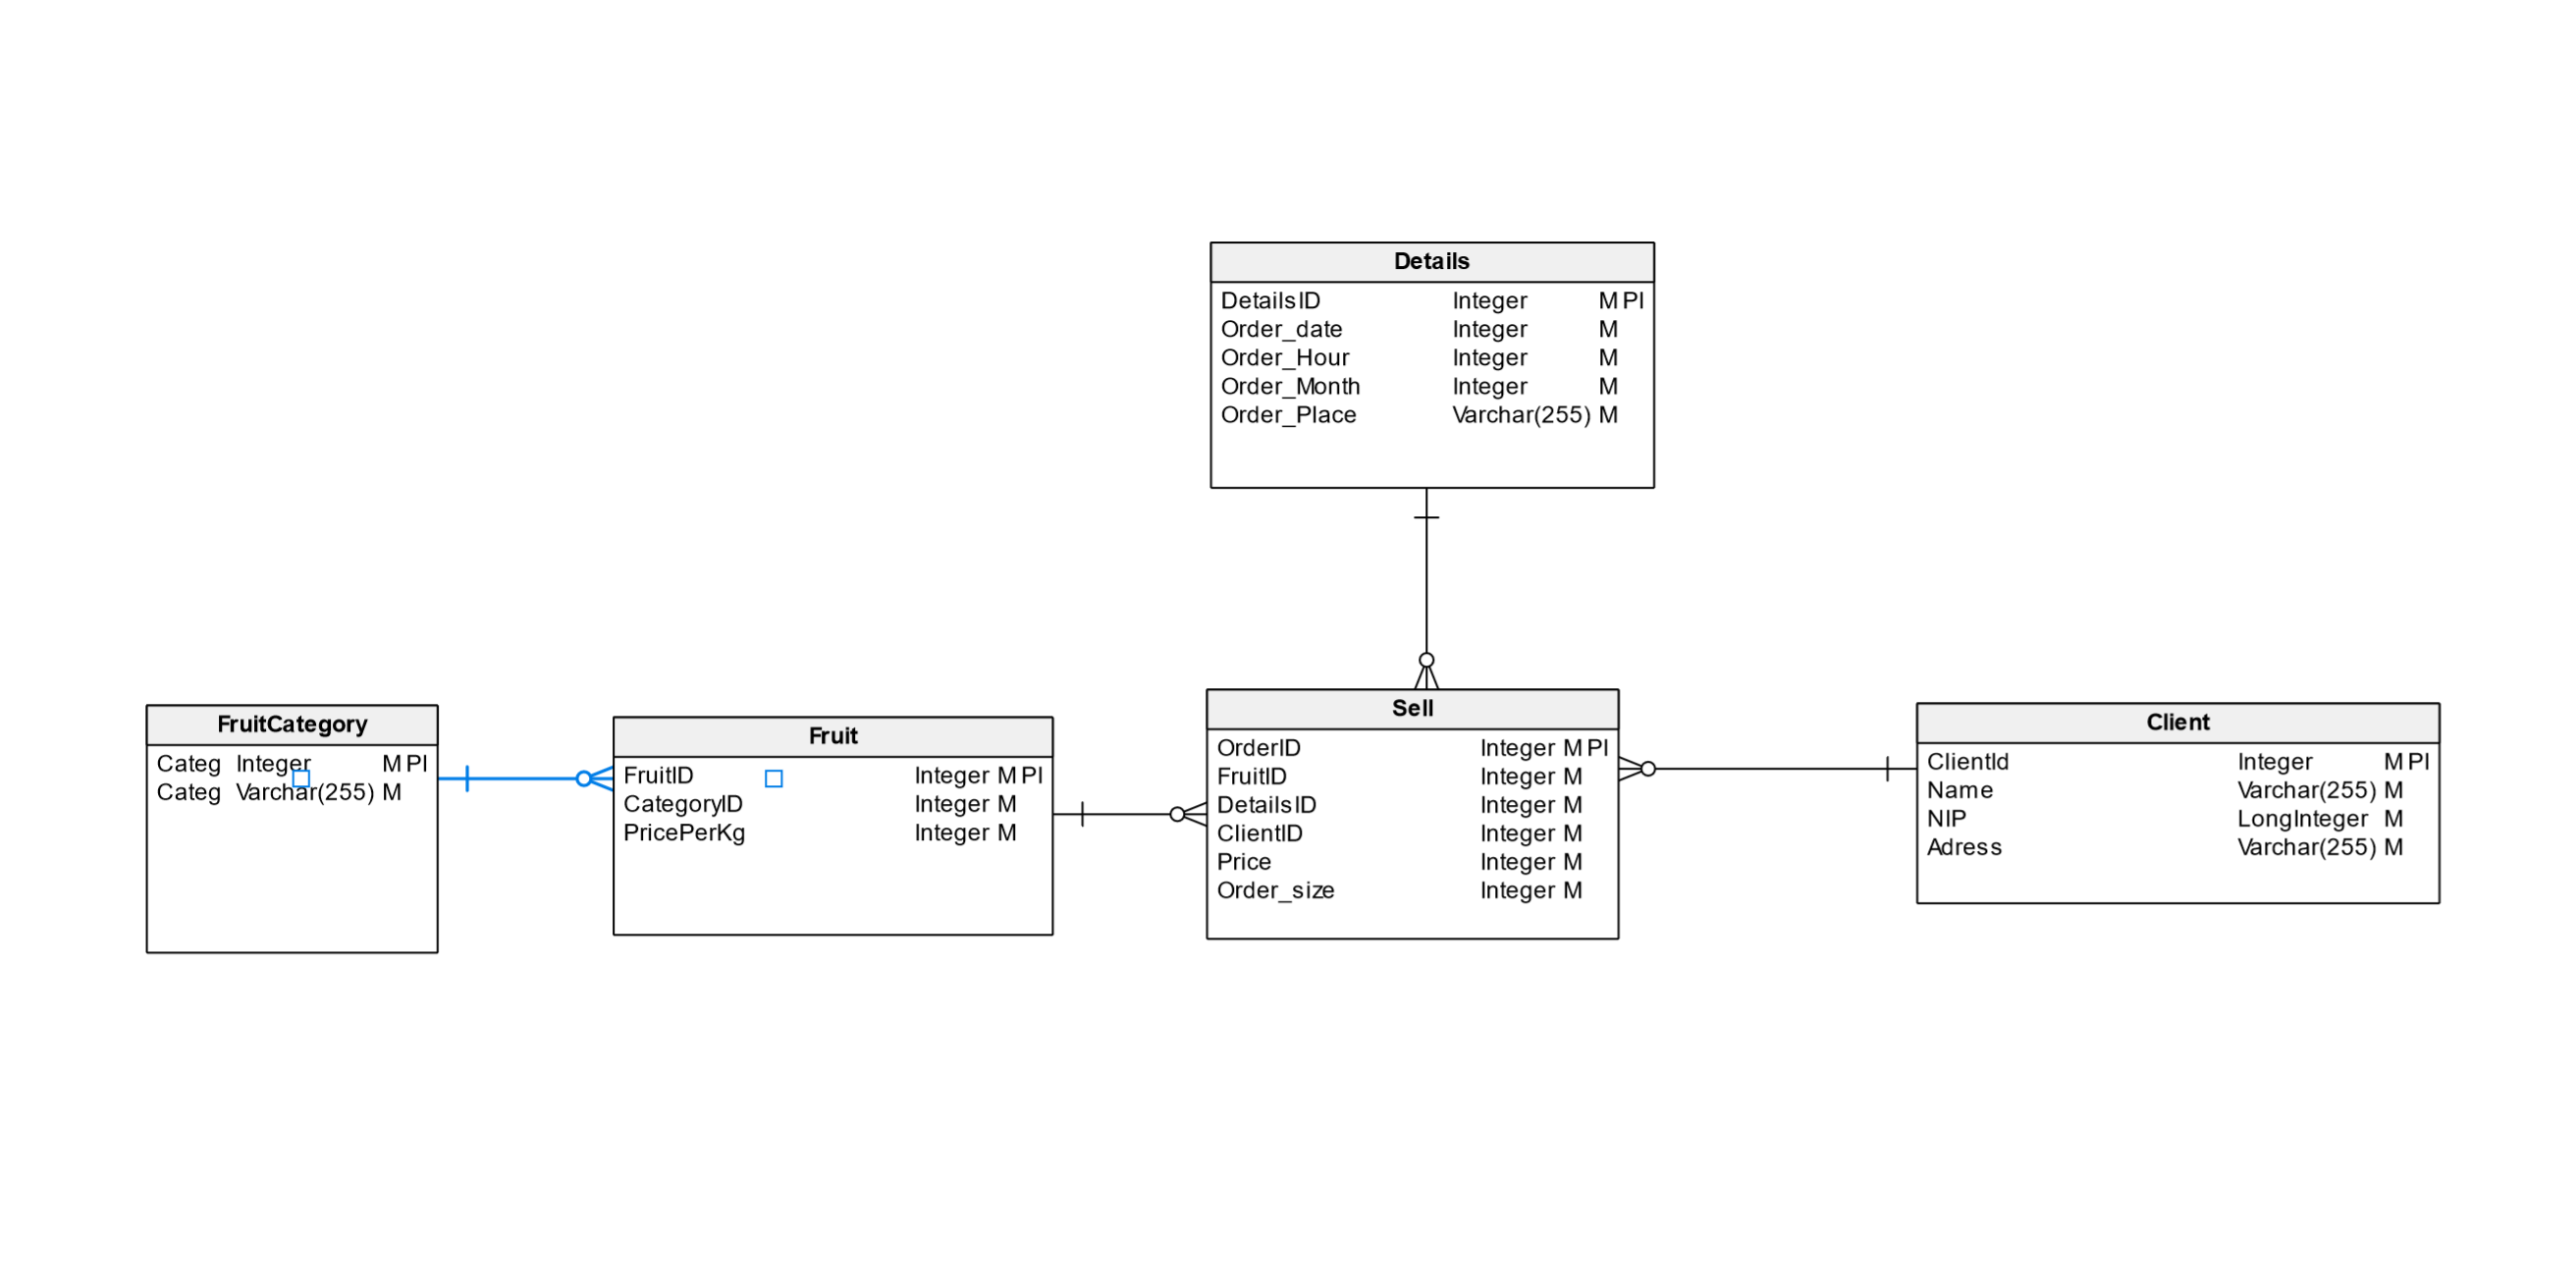 Details
DetailsID Integer M PI
Order_date Integer M
Order_Hour Integer M
Order_Month Integer M
Order_Place Varchar(255) M
FruitCategory
Categ Integer M PI
Categ Varchar(255) M
Fruit
FruitID Integer M PI
CategoryID Integer M
PricePerKg Integer M
Sell
OrderID Integer M PI
FruitID Integer M
DetailsID Integer M
ClientID Integer M
Price Integer M
Order_size Integer M
Client
ClientId Integer M PI
Name Varchar(255) M
NIP LongInteger M
Adress Varchar(255) M